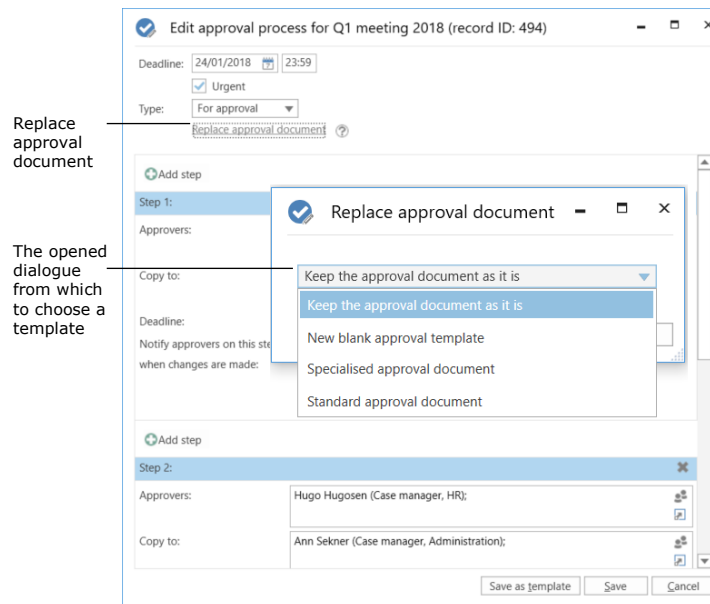 Edit approval process for Q1 meeting 2018 (record ID: 494)
Deadline: 24/01/2018 23:59
Urgent
Type: For approval
Replace approval document
Replace
approval
document
Add step
Step 1:
Approvers:
Replace approval document
The opened
dialogue
from which
to choose a
template
Copy to:
Keep the approval document as it is
Keep the approval document as it is
New blank approval template
Specialised approval document
Standard approval document
Deadline:
Notify approvers on this ste
when changes are made:
Add step
Step 2:
Approvers: Hugo Hugosen (Case manager, HR);
Copy to: Ann Sekner (Case manager, Administration);
Save as template Save Cancel